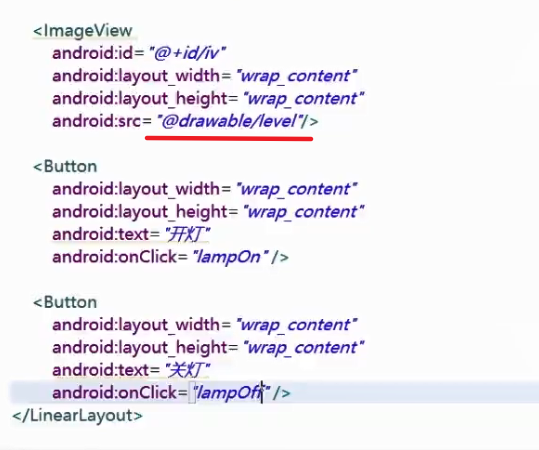 <ImageView
android:id="@+id/iv"
android:layout_width="wrap_content"
android:layout_height="wrap_content"
android:src="@drawable/level"/>
<Button
android:layout_width="wrap_content"
android:layout_height="wrap_content"
android:text="开灯"
android:onClick="lampOn" />
<Button
android:layout_width="wrap_content"
android:layout_height="wrap_content"
android:text="关灯"
android:onClick="lampOff" />
</LinearLayout>